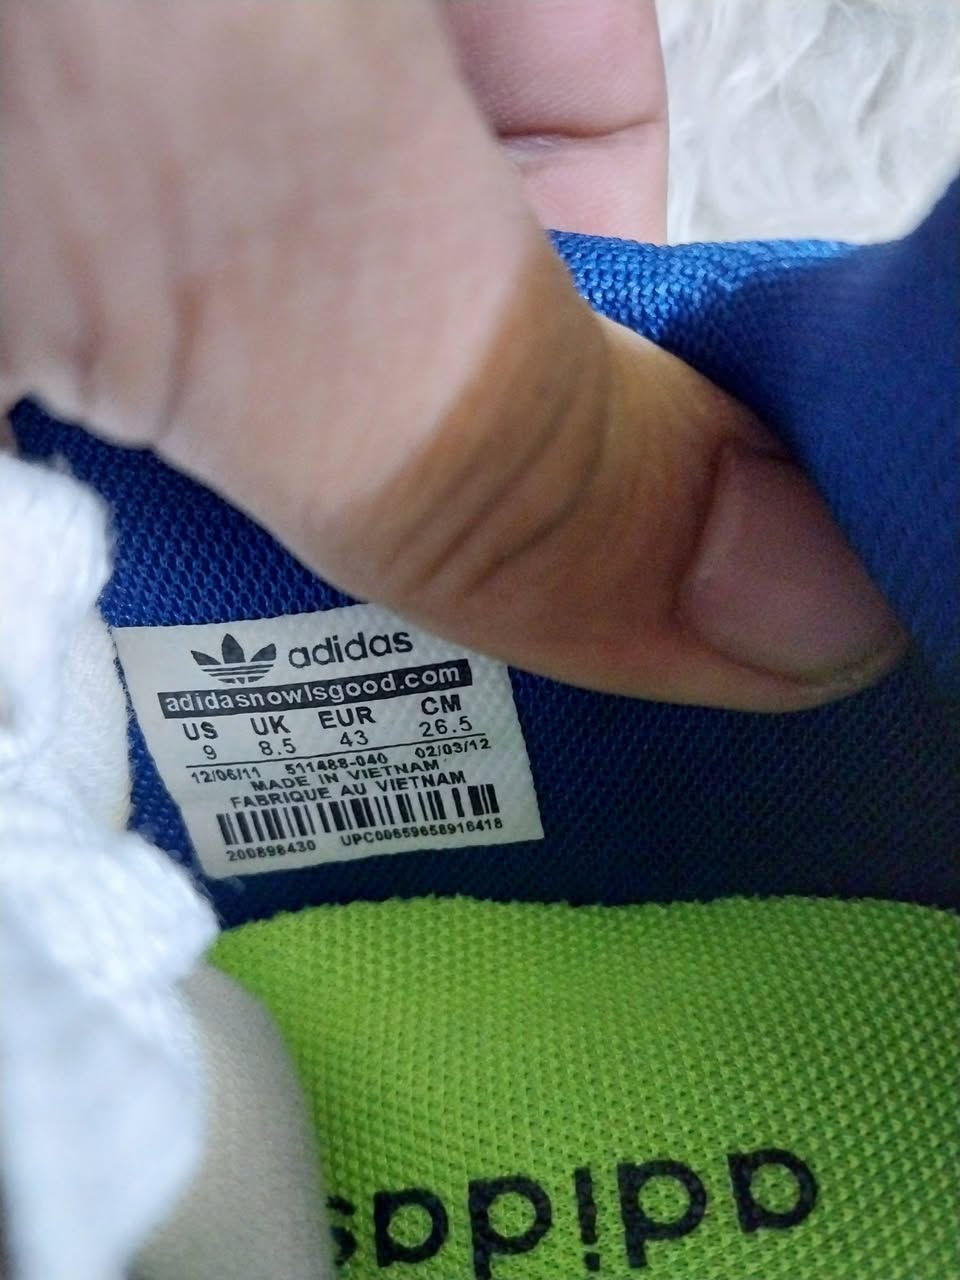 adidas
adidasnowIsgood.com
US UK EUR CM
9 8.5 43 26.5
12/06/11 511488-040 02/03/12
MADE IN VIETNAM
FABRIQUE AU VIETNAM
200898430 UPC00659658916418
adidas